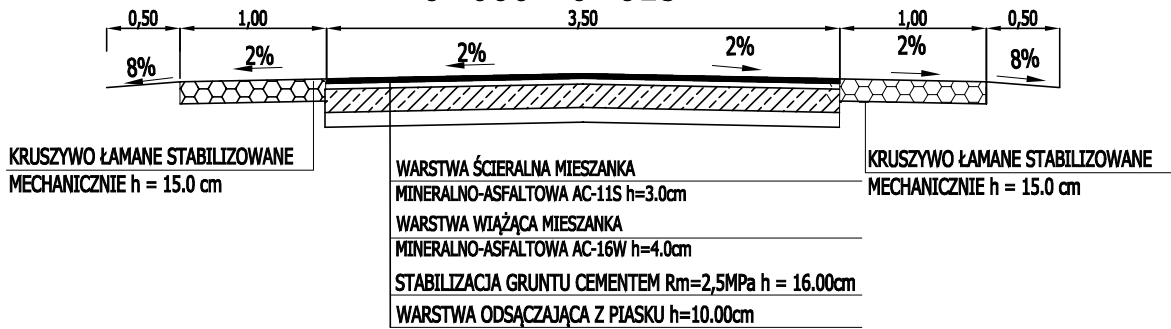 0,50 1,00 3,50 1,00 0,50
8% 2% 2% 2% 2% 8%
KRUSZYWO ŁAMANE STABILIZOWANE
MECHANICZNIE h = 15.0 cm
WARSTWA ŚCIERALNA MIESZANKA
MINERALNO-ASFALTOWA AC-11S h=3.0cm
WARSTWA WIĄŻĄCA MIESZANKA
MINERALNO-ASFALTOWA AC-16W h=4.0cm
STABILIZACJA GRUNTU CEMENTEM Rm=2,5MPa h = 16.00cm
WARSTWA ODSĄCZAJĄCA Z PIASKU h=10.00cm
KRUSZYWO ŁAMANE STABILIZOWANE
MECHANICZNIE h = 15.0 cm